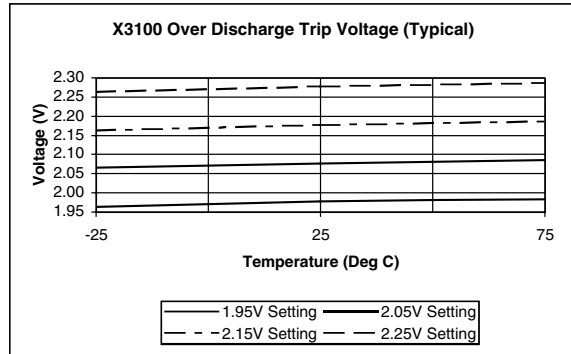 X3100 Over Discharge Trip Voltage (Typical)
Voltage (V)
2.30
2.25
2.20
2.15
2.10
2.05
2.00
1.95
-25 25 75
Temperature (Deg C)
1.95V Setting 2.05V Setting
2.15V Setting 2.25V Setting